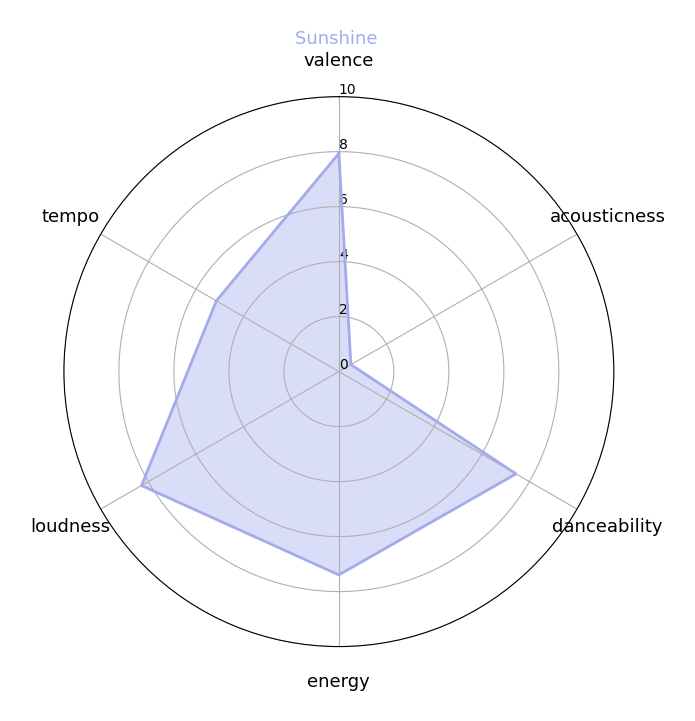 Sunshine
valence
10
8
6
4
2
0
tempo
acousticness
loudness
danceability
energy